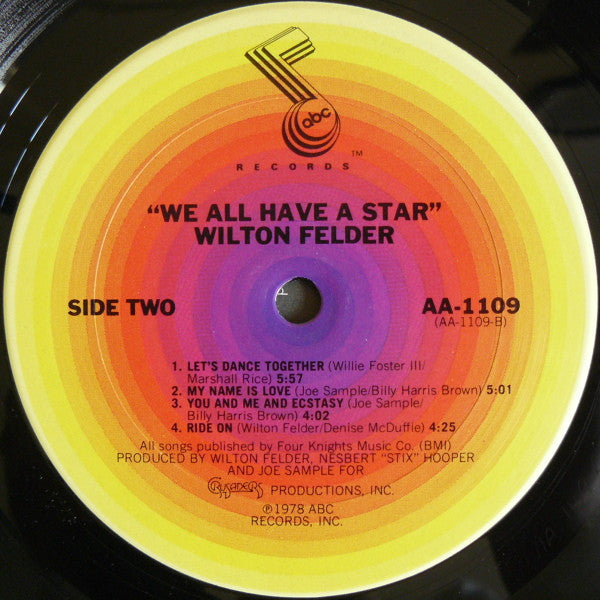 abc
TM
RECORDS
"WE ALL HAVE A STAR"
WILTON FELDER
SIDE TWO
AA-1109
(AA-1109-B)
1. LET'S DANCE TOGETHER (Willie Foster III/
Marshall Rice) 5:57
2. MY NAME IS LOVE (Joe Sample/Billy Harris Brown) 5:01
3. YOU AND ME AND ECSTASY (Joe Sample/
Billy Harris Brown) 4:02
4. RIDE ON (Wilton Felder/Denise McDuffie) 4:25
All songs published by Four Knights Music Co. (BMI)
PRODUCED BY WILTON FELDER, NESBERT "STIX" HOOPER
AND JOE SAMPLE FOR
CRUSADERS PRODUCTIONS, INC.
℗1978 ABC
RECORDS, INC.